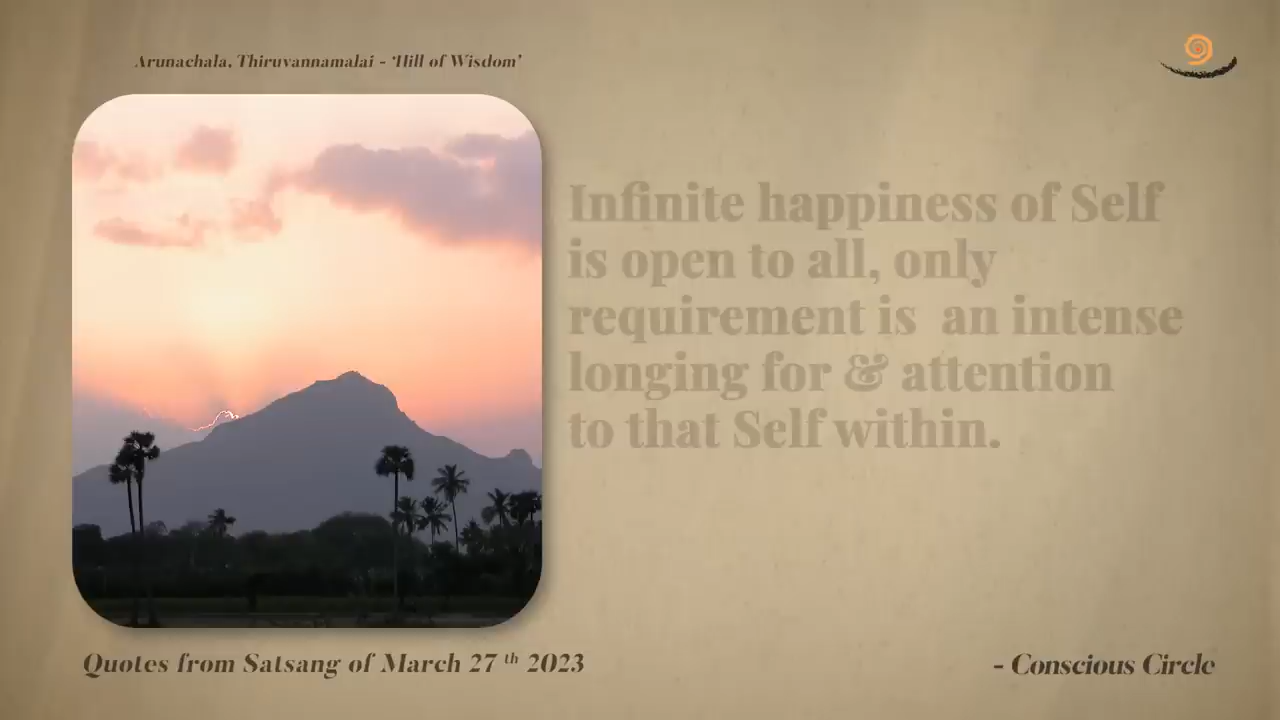 Arunachala, Thiruvannamalai - 'Hill of Wisdom'
Infinite happiness of Self
is open to all, only
requirement is  an intense
longing for & attention
to that Self within.
Quotes from Satsang of March 27 th 2023
- Conscious Circle